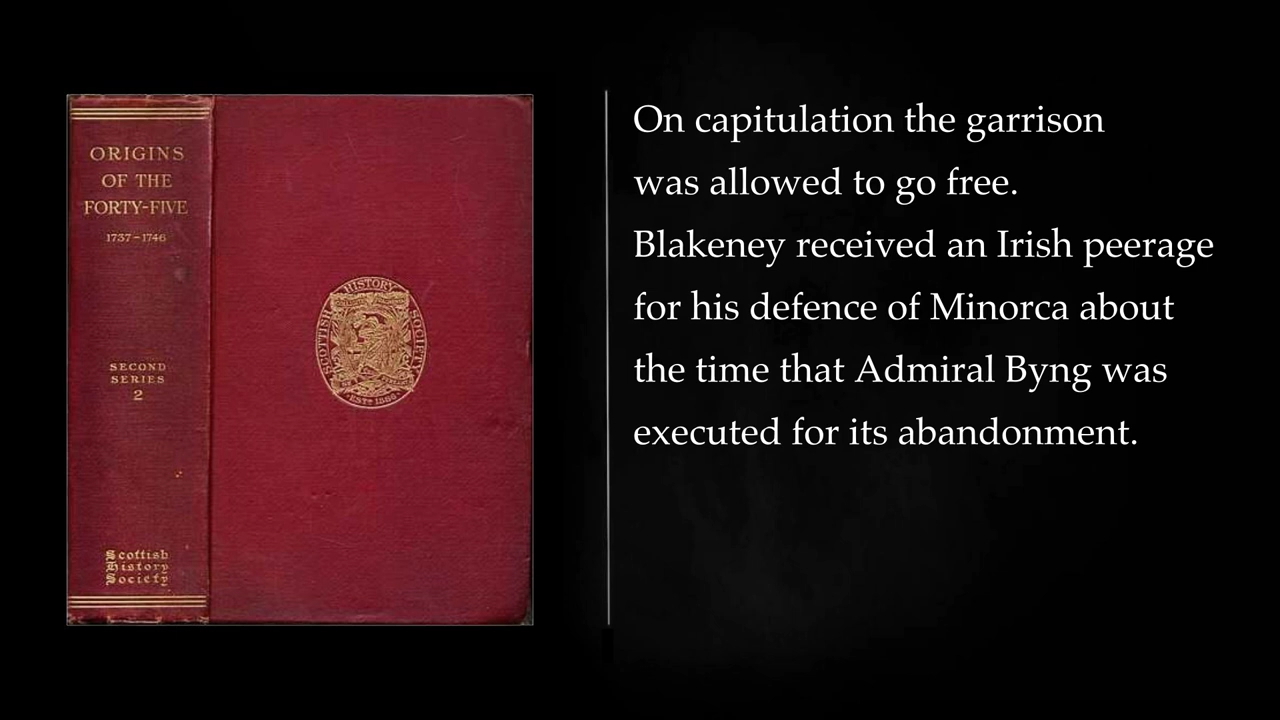 ORIGINS
OF THE
FORTY-FIVE
1737-1746
SECOND
SERIES
2
Scottish
History
Society
SCOTTISH HISTORY SOCIETY
·ESTD 1886·
On capitulation the garrison
was allowed to go free.
Blakeney received an Irish peerage
for his defence of Minorca about
the time that Admiral Byng was
executed for its abandonment.